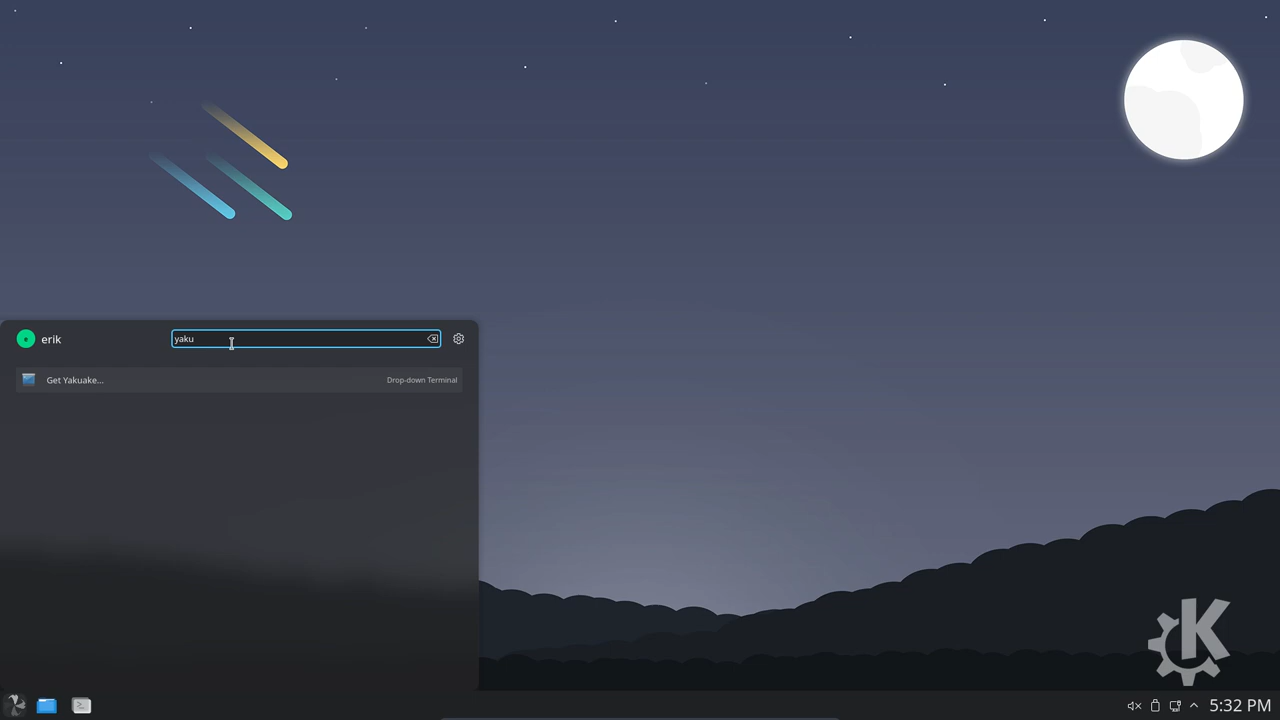 e
erik
yaku
Get Yakuake...
Drop-down Terminal
5:32 PM
K